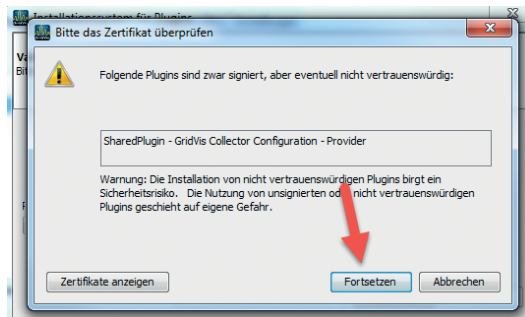 Installationssystem für Plugins
Bitte das Zertifikat überprüfen
Va
Bit
Folgende Plugins sind zwar signiert, aber eventuell nicht vertrauenswürdig:
SharedPlugin - GridVis Collector Configuration - Provider
Warnung: Die Installation von nicht vertrauenswürdigen Plugins birgt ein
Sicherheitsrisiko. Die Nutzung von unsignierten oder nicht vertrauenswürdigen
Plugins geschieht auf eigene Gefahr.
Zertifikate anzeigen
Fortsetzen
Abbrechen